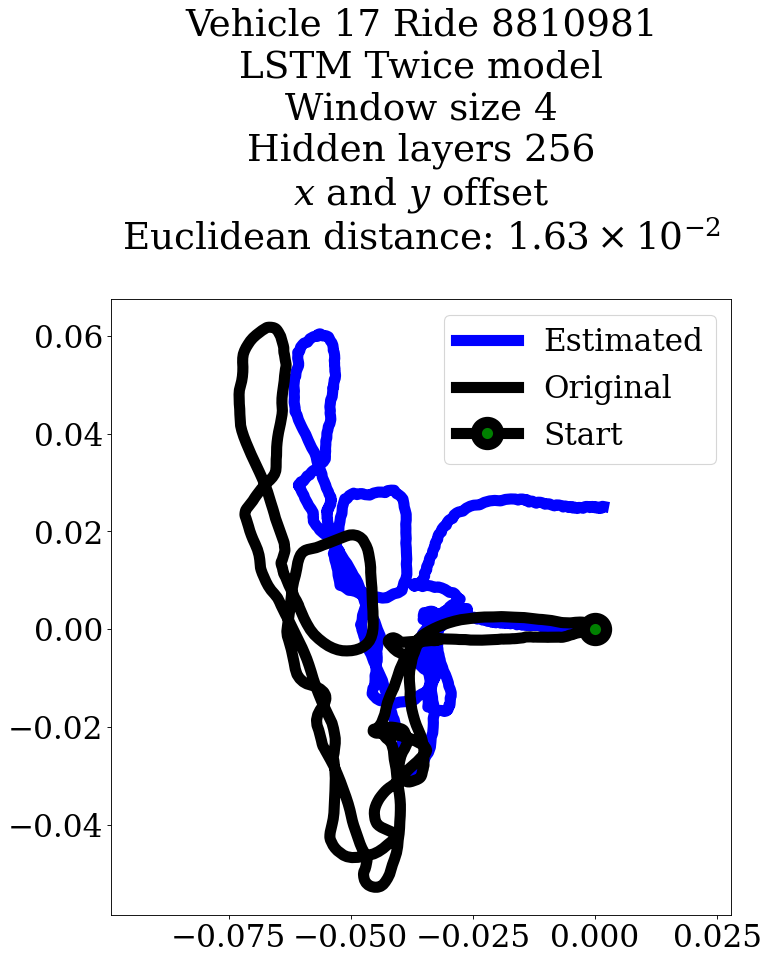 Vehicle 17 Ride 8810981
LSTM Twice model
Window size 4
Hidden layers 256
x and y offset
Euclidean distance: 1.63 × 10⁻²
Estimated
Original
Start
0.06
0.04
0.02
0.00
−0.02
−0.04
−0.075
−0.050
−0.025
0.000
0.025